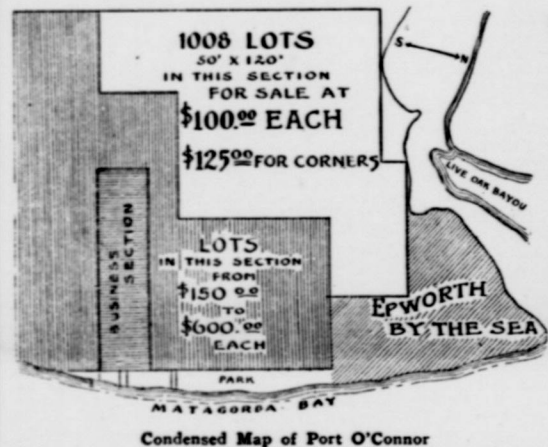 1008 LOTS
50' X 120'
IN THIS SECTION
FOR SALE AT
$100.00 EACH
$125.00 FOR CORNERS
S N
LIVE OAK BAYOU
BUSINESS
SECTION
LOTS
IN THIS SECTION
FROM
$150.00
TO
$600.00
EACH
EPWORTH
BY THE SEA
PARK
MATAGORDA BAY
Condensed Map of Port O'Connor